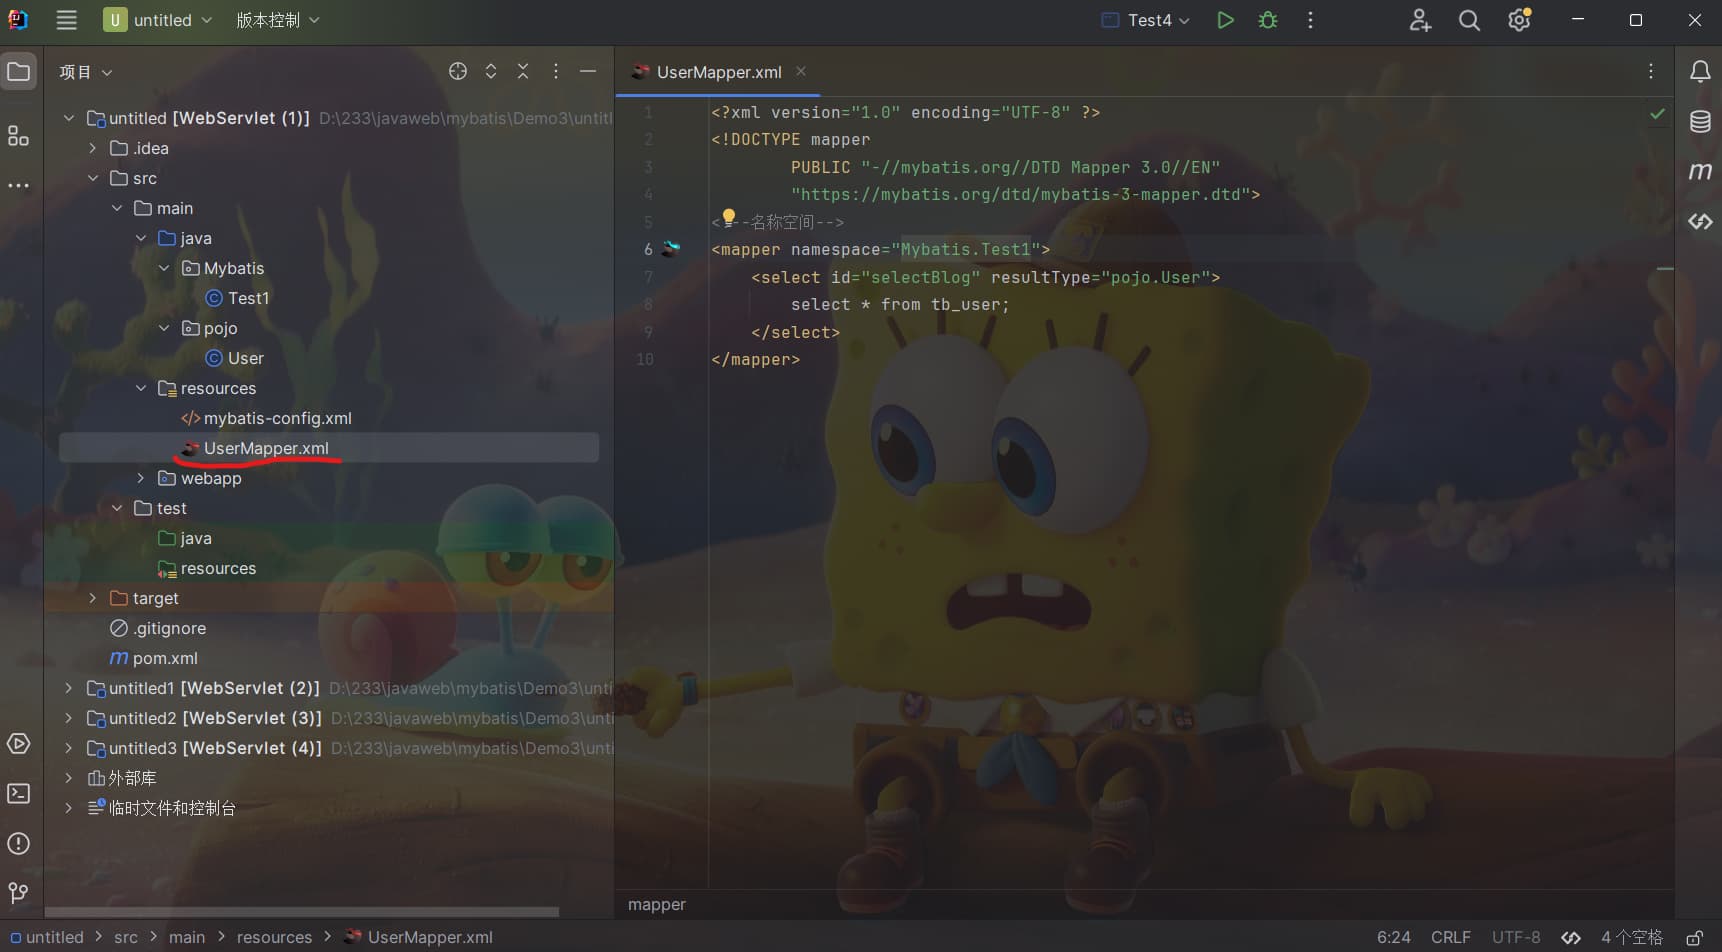 U untitled 版本控制 Test4
项目
UserMapper.xml
untitled [WebServlet (1)] D:\233\javaweb\mybatis\Demo3\untitl
.idea
src
main
java
Mybatis
Test1
pojo
User
resources
mybatis-config.xml
UserMapper.xml
webapp
test
java
resources
target
.gitignore
pom.xml
untitled1 [WebServlet (2)] D:\233\javaweb\mybatis\Demo3\unti
untitled2 [WebServlet (3)] D:\233\javaweb\mybatis\Demo3\unti
untitled3 [WebServlet (4)] D:\233\javaweb\mybatis\Demo3\unti
外部库
临时文件和控制台
1 <?xml version="1.0" encoding="UTF-8" ?>
2 <!DOCTYPE mapper
3 PUBLIC "-//mybatis.org//DTD Mapper 3.0//EN"
4 "https://mybatis.org/dtd/mybatis-3-mapper.dtd">
5 <--名称空间-->
6 <mapper namespace="Mybatis.Test1">
7 <select id="selectBlog" resultType="pojo.User">
8 select * from tb_user;
9 </select>
10 </mapper>
mapper
untitled > src > main > resources > UserMapper.xml
6:24 CRLF UTF-8 4 个空格